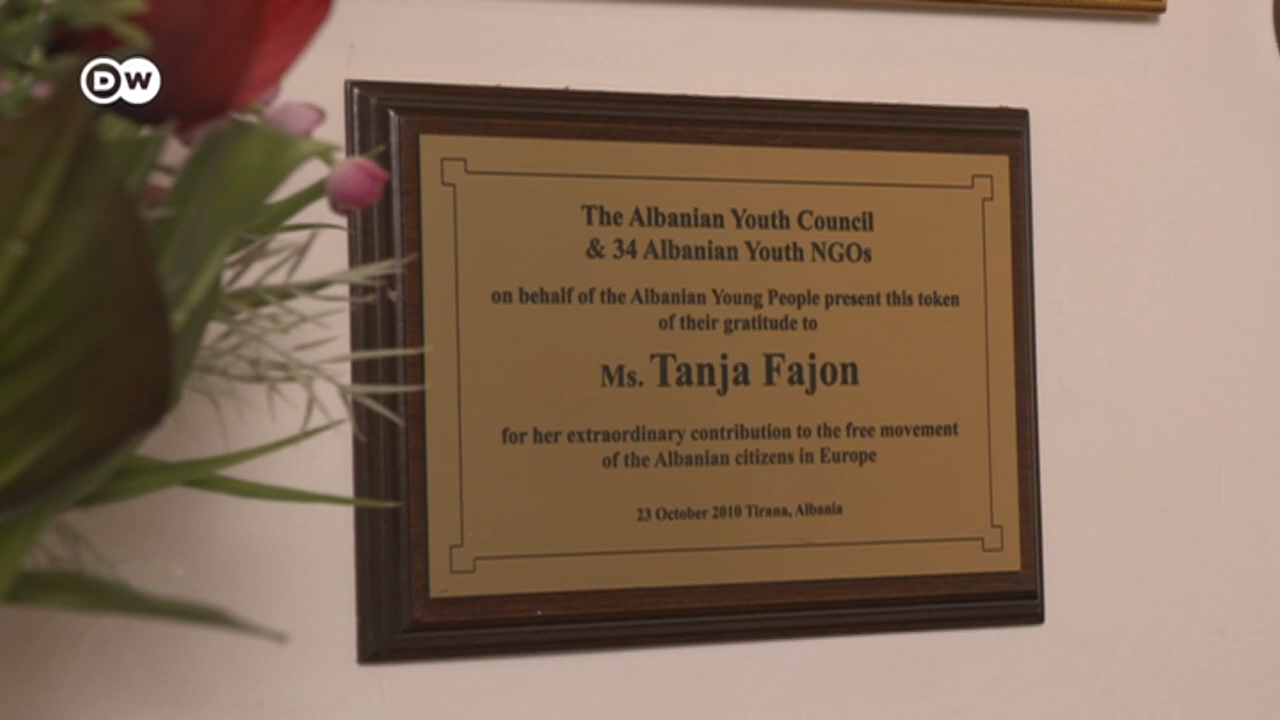 DW
The Albanian Youth Council
& 34 Albanian Youth NGOs
on behalf of the Albanian Young People present this token
of their gratitude to
Ms. Tanja Fajon
for her extraordinary contribution to the free movement
of the Albanian citizens in Europe
23 October 2010 Tirana, Albania